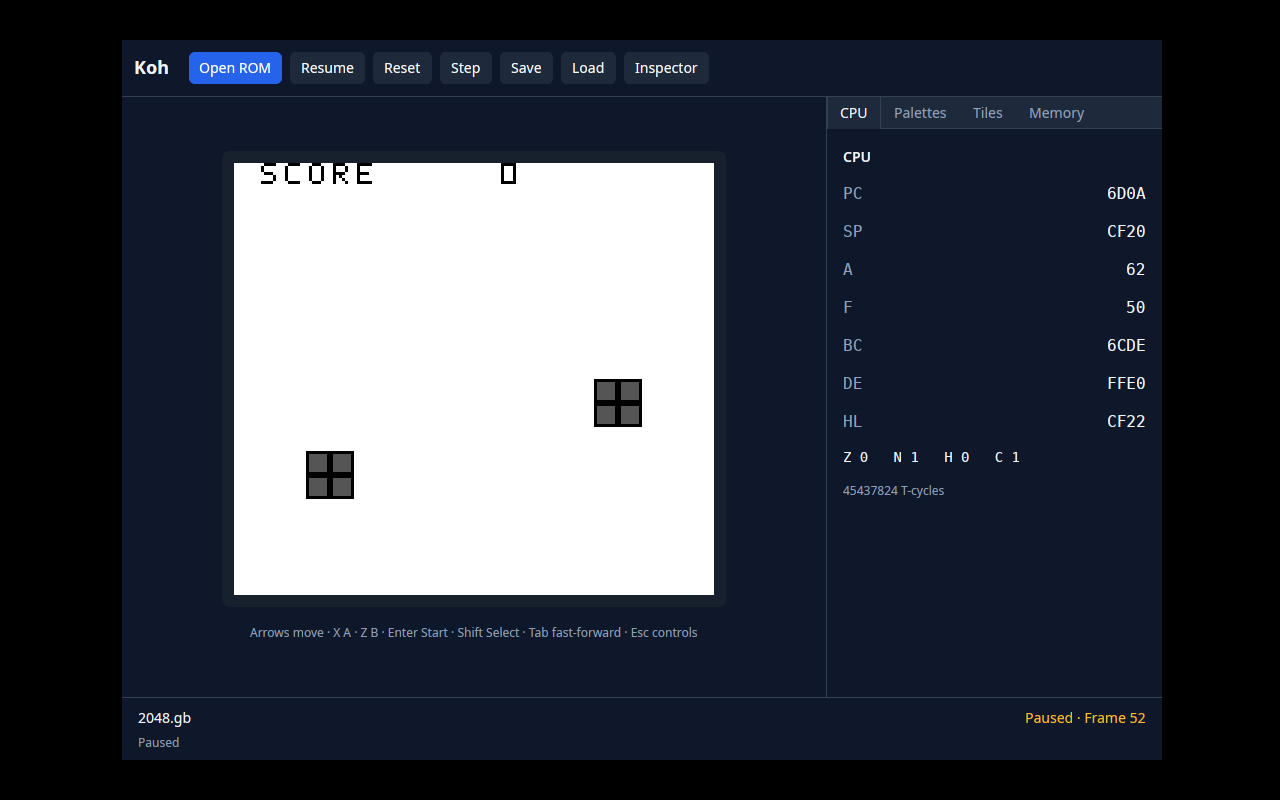 Koh Open ROM Resume Reset Step Save Load Inspector
CPU Palettes Tiles Memory
SCORE 0
CPU
PC 6D0A
SP CF20
A 62
F 50
BC 6CDE
DE FFE0
HL CF22
Z 0 N 1 H 0 C 1
45437824 T-cycles
Arrows move · X A · Z B · Enter Start · Shift Select · Tab fast-forward · Esc controls
2048.gb Paused · Frame 52
Paused